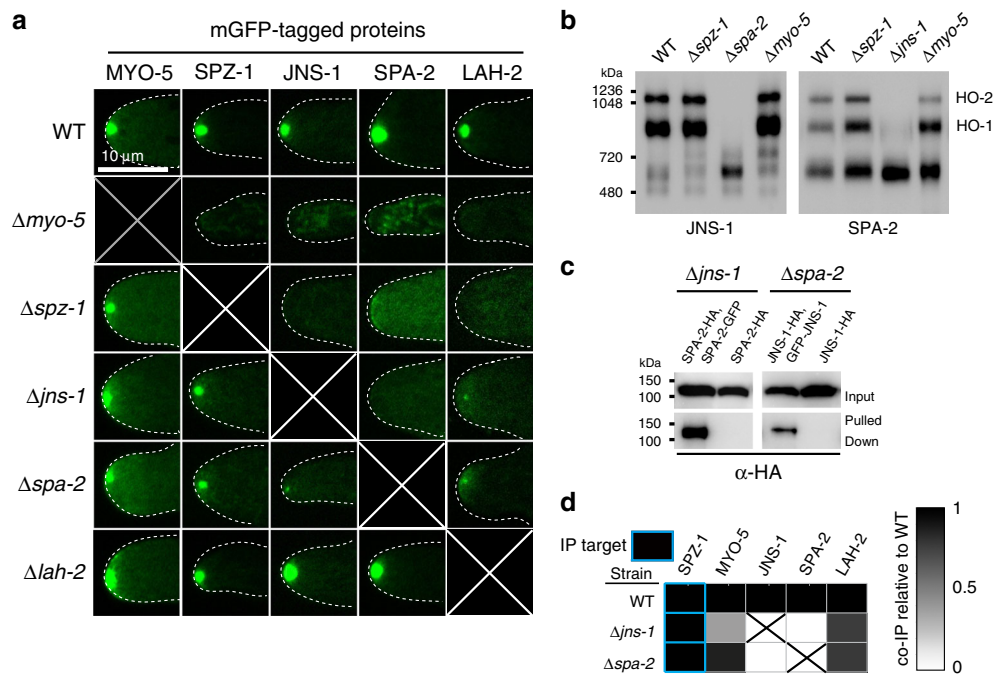 a
mGFP-tagged proteins
MYO-5 SPZ-1 JNS-1 SPA-2 LAH-2
WT
10 µm
Δmyo-5
Δspz-1
Δjns-1
Δspa-2
Δlah-2
b
WT Δspz-1 Δspa-2 Δmyo-5 WT Δspz-1 Δjns-1 Δmyo-5
kDa
1236
1048
720
480
HO-2
HO-1
JNS-1 SPA-2
c
Δjns-1 Δspa-2
SPA-2-HA,
SPA-2-GFP
SPA-2-HA
JNS-1-HA,
GFP-JNS-1
JNS-1-HA
kDa
150
100
Input
150
100
Pulled
Down
α-HA
d
IP target
SPZ-1 MYO-5 JNS-1 SPA-2 LAH-2
Strain
WT
Δjns-1
Δspa-2
co-IP relative to WT
1
0.5
0